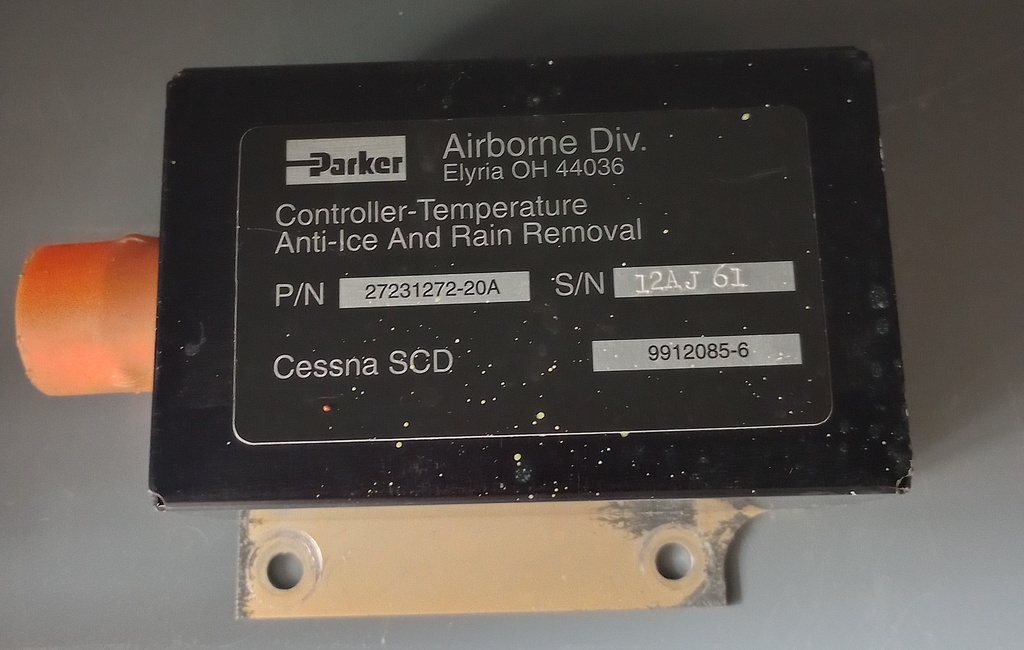 Parker
Airborne Div.
Elyria OH 44036
Controller-Temperature
Anti-Ice And Rain Removal
P/N 27231272-20A S/N 12AJ 61
Cessna SCD 9912085-6